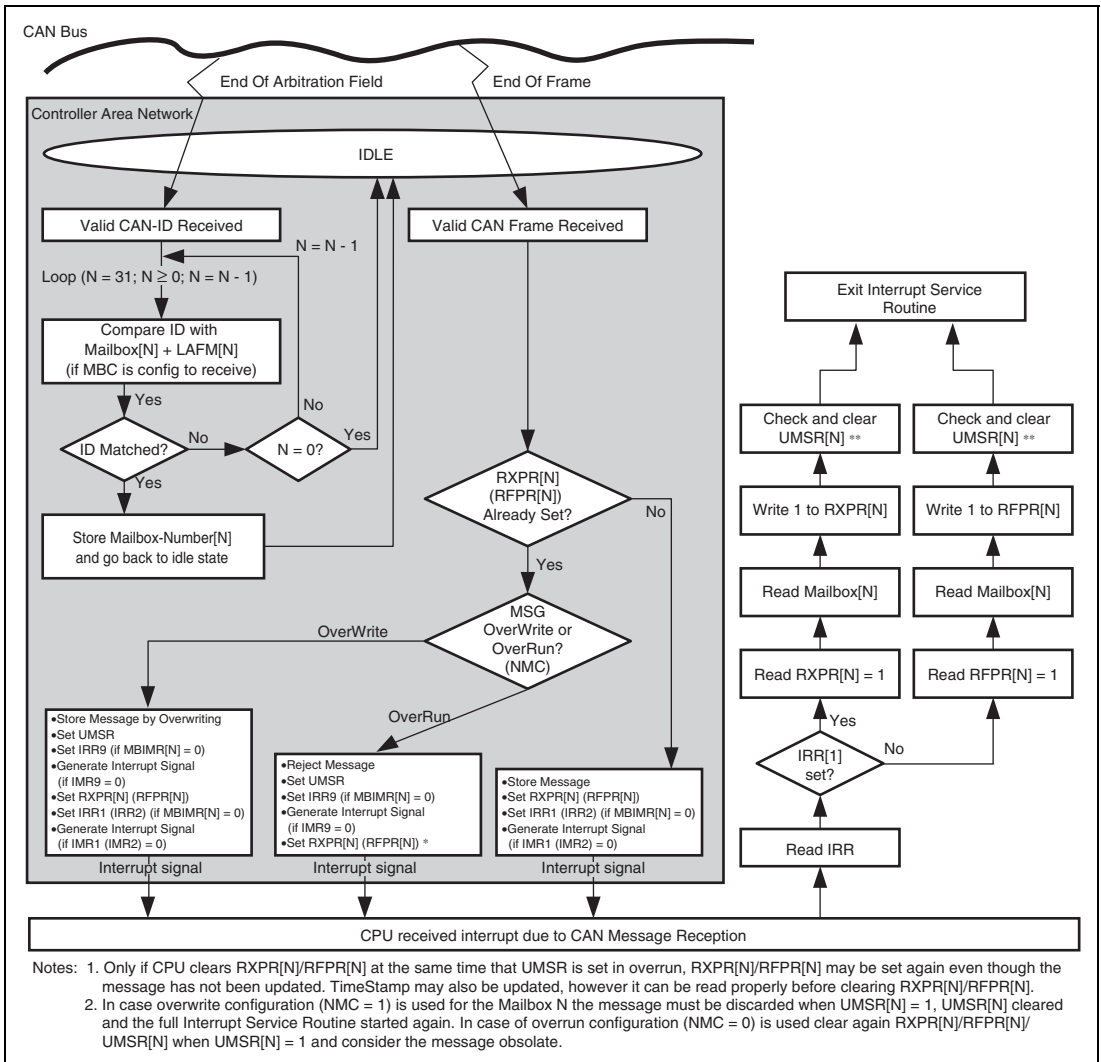 CAN Bus
End Of Arbitration Field
End Of Frame
Controller Area Network
IDLE
Valid CAN-ID Received
Valid CAN Frame Received
N = N - 1
Loop (N = 31; N ≥ 0; N = N - 1)
Compare ID with
Mailbox[N] + LAFM[N]
(if MBC is config to receive)
Yes
No
ID Matched?
No
N = 0?
Yes
Yes
Store Mailbox-Number[N]
and go back to idle state
RXPR[N]
(RFPR[N])
Already Set?
No
Yes
MSG
OverWrite or
OverRun?
(NMC)
OverWrite
OverRun
•Store Message by Overwriting
•Set UMSR
•Set IRR9 (if MBIMR[N] = 0)
•Generate Interrupt Signal
(if IMR9 = 0)
•Set RXPR[N] (RFPR[N])
•Set IRR1 (IRR2) (if MBIMR[N] = 0)
•Generate Interrupt Signal
(if IMR1 (IMR2) = 0)
•Reject Message
•Set UMSR
•Set IRR9 (if MBIMR[N] = 0)
•Generate Interrupt Signal
(if IMR9 = 0)
•Set RXPR[N] (RFPR[N]) *
•Store Message
•Set RXPR[N] (RFPR[N])
•Set IRR1 (IRR2) (if MBIMR[N] = 0)
•Generate Interrupt Signal
(if IMR1 (IMR2) = 0)
Interrupt signal
Interrupt signal
Interrupt signal
Exit Interrupt Service
Routine
Check and clear
UMSR[N] **
Check and clear
UMSR[N] **
Write 1 to RXPR[N]
Write 1 to RFPR[N]
Read Mailbox[N]
Read Mailbox[N]
Read RXPR[N] = 1
Read RFPR[N] = 1
Yes
No
IRR[1]
set?
Read IRR
CPU received interrupt due to CAN Message Reception
Notes: 1. Only if CPU clears RXPR[N]/RFPR[N] at the same time that UMSR is set in overrun, RXPR[N]/RFPR[N] may be set again even though the
message has not been updated. TimeStamp may also be updated, however it can be read properly before clearing RXPR[N]/RFPR[N].
2. In case overwrite configuration (NMC = 1) is used for the Mailbox N the message must be discarded when UMSR[N] = 1, UMSR[N] cleared
and the full Interrupt Service Routine started again. In case of overrun configuration (NMC = 0) is used clear again RXPR[N]/RFPR[N]/
UMSR[N] when UMSR[N] = 1 and consider the message obsolate.